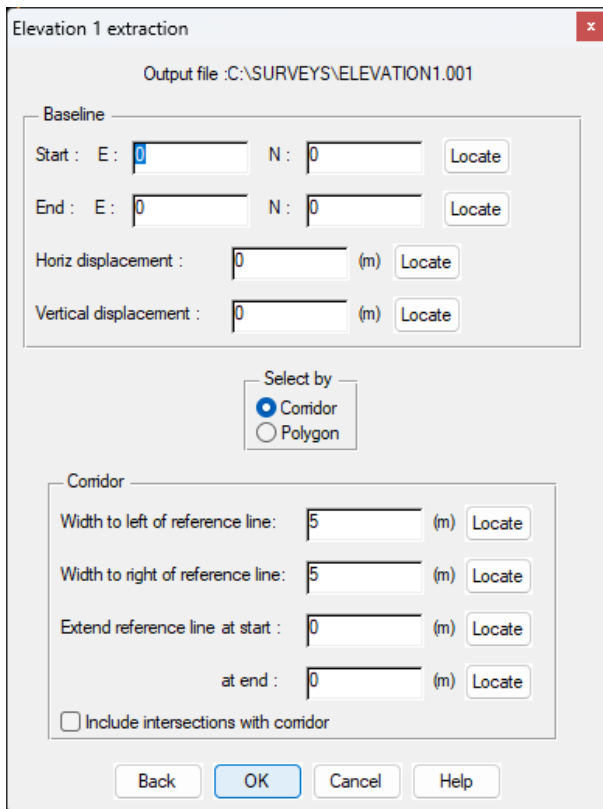 Elevation 1 extraction x
Output file :C:\SURVEYS\ELEVATION1.001
Baseline
Start : E : 0 N : 0 Locate
End : E : 0 N : 0 Locate
Horiz displacement : 0 (m) Locate
Vertical displacement : 0 (m) Locate
Select by
Corridor
Polygon
Corridor
Width to left of reference line: 5 (m) Locate
Width to right of reference line: 5 (m) Locate
Extend reference line at start : 0 (m) Locate
at end : 0 (m) Locate
Include intersections with corridor
Back OK Cancel Help